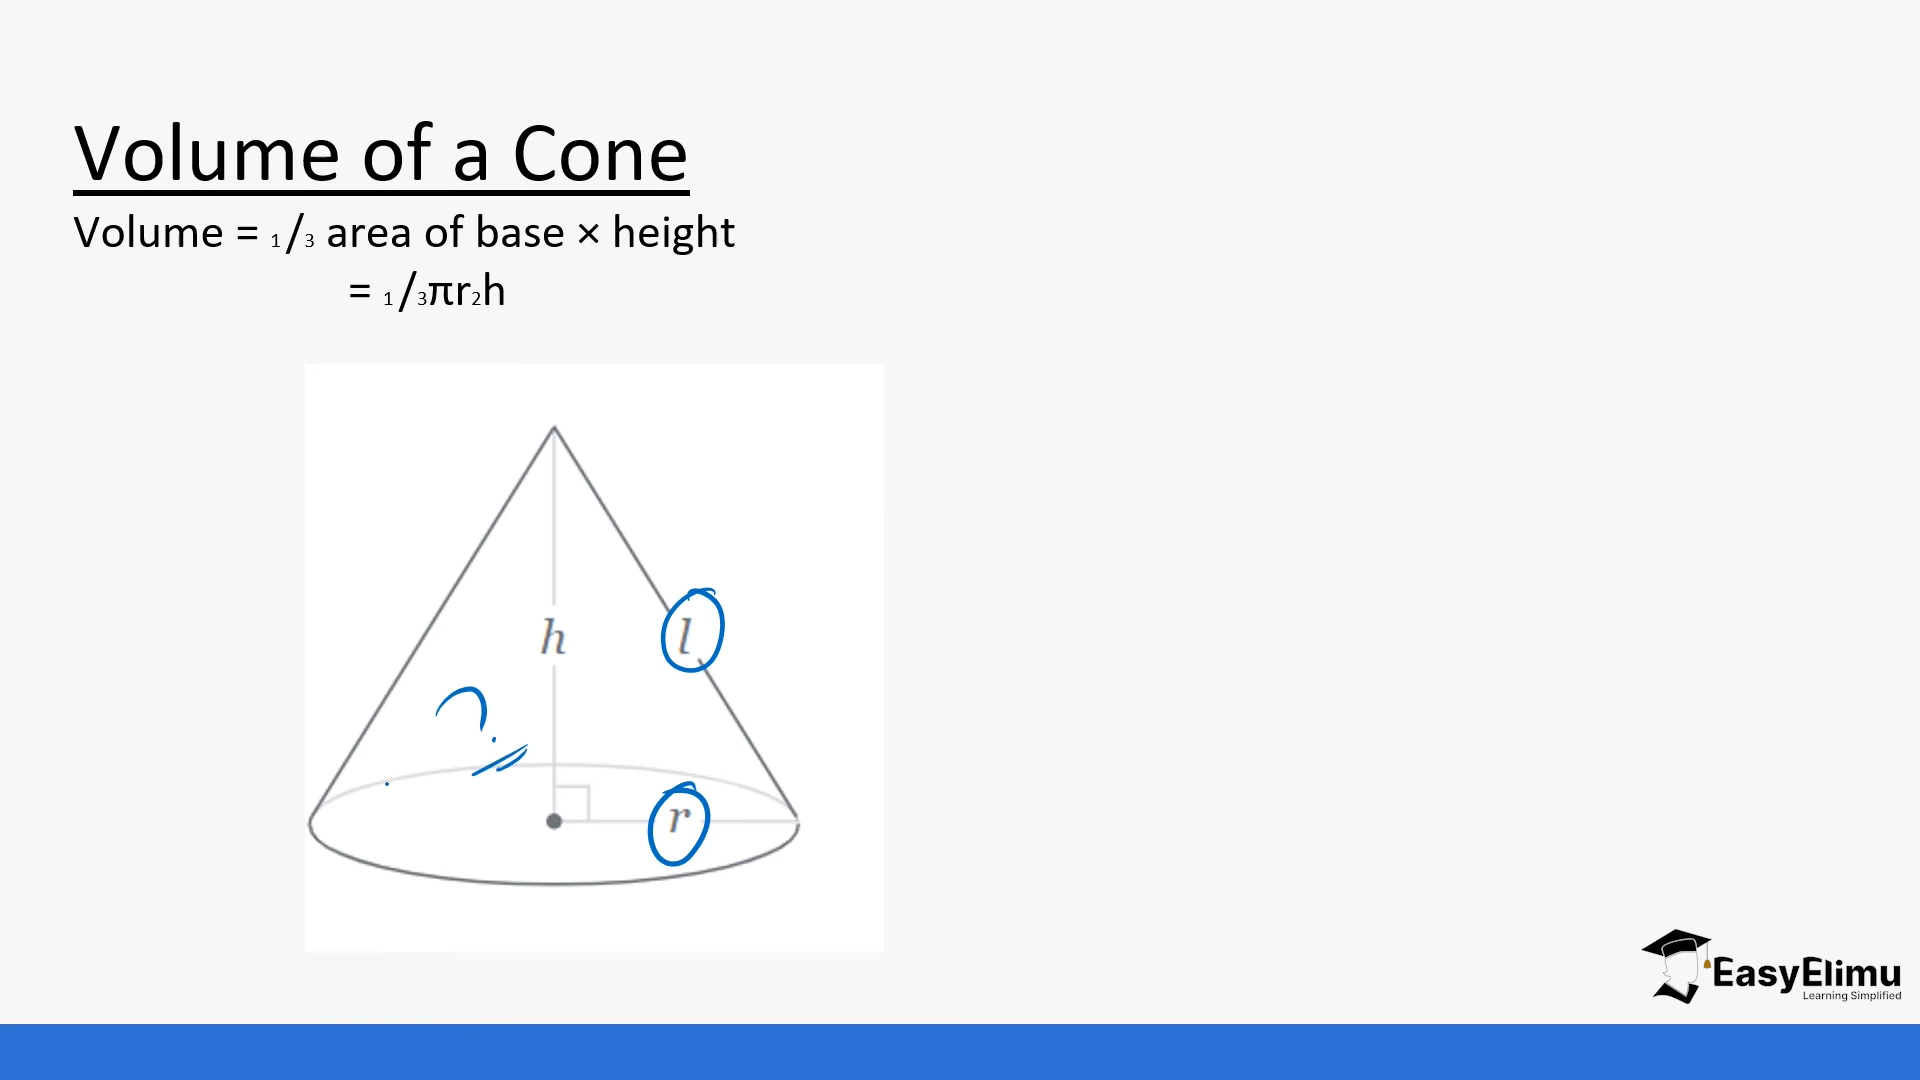 Volume of a Cone
Volume = 1/3 area of base × height
= 1/3πr2h
h
l
?
r
EasyElimu
Learning Simplified